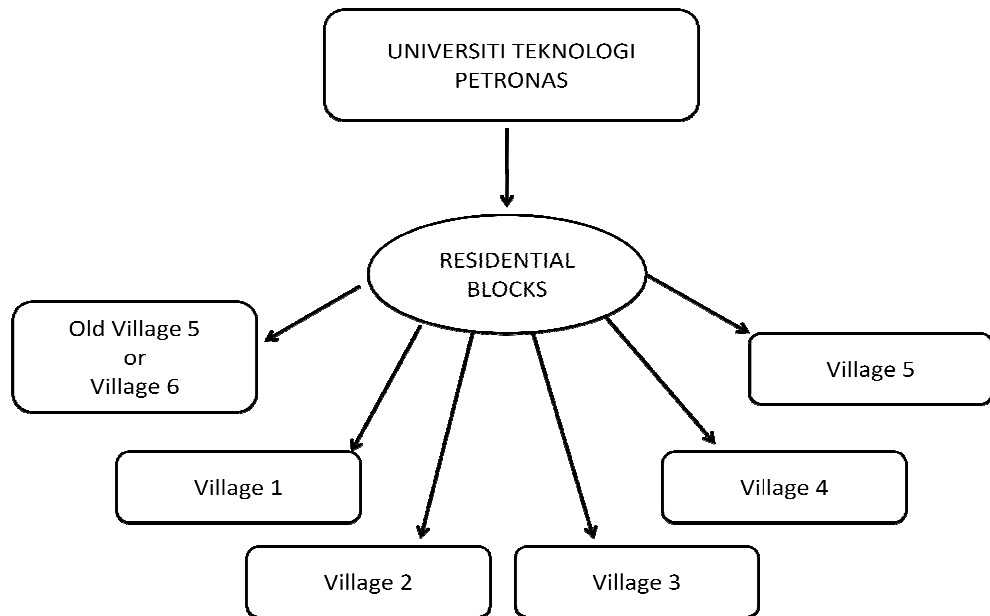 UNIVERSITI TEKNOLOGI
PETRONAS
RESIDENTIAL
BLOCKS
Old Village 5
or
Village 6
Village 5
Village 1
Village 4
Village 2
Village 3